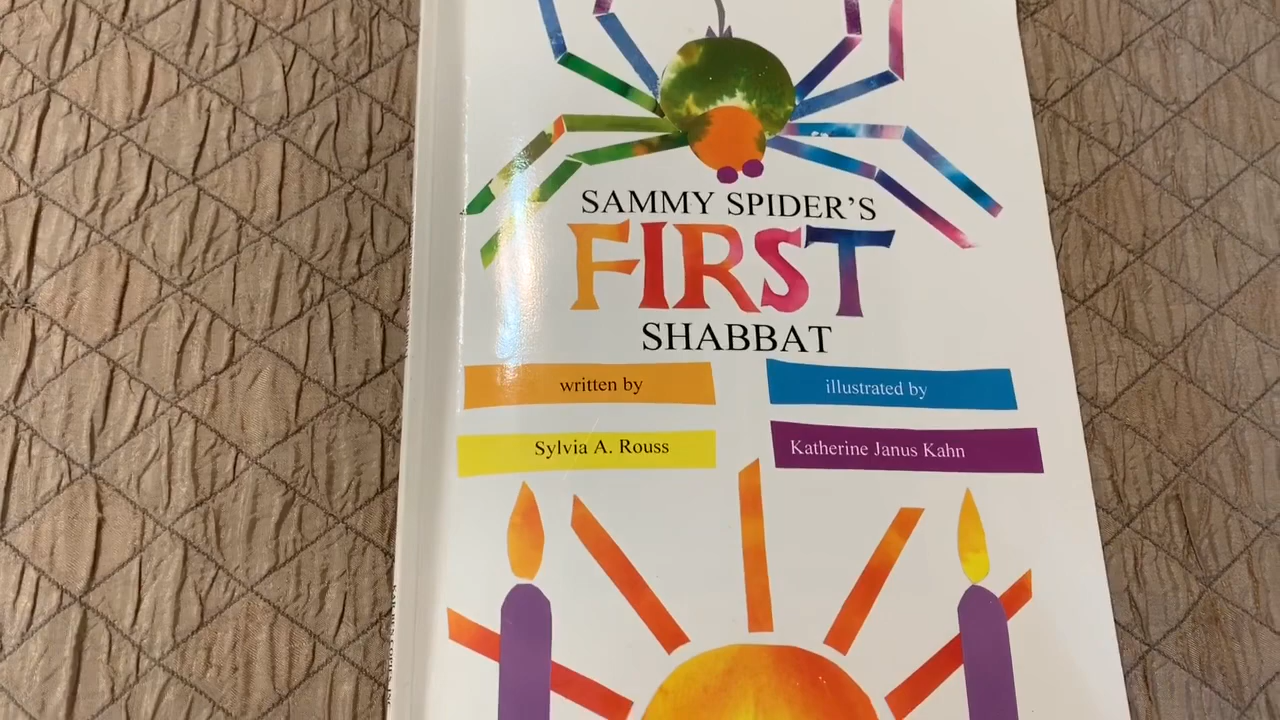 SAMMY SPIDER'S
FIRST
SHABBAT
written by
Sylvia A. Rouss
illustrated by
Katherine Janus Kahn